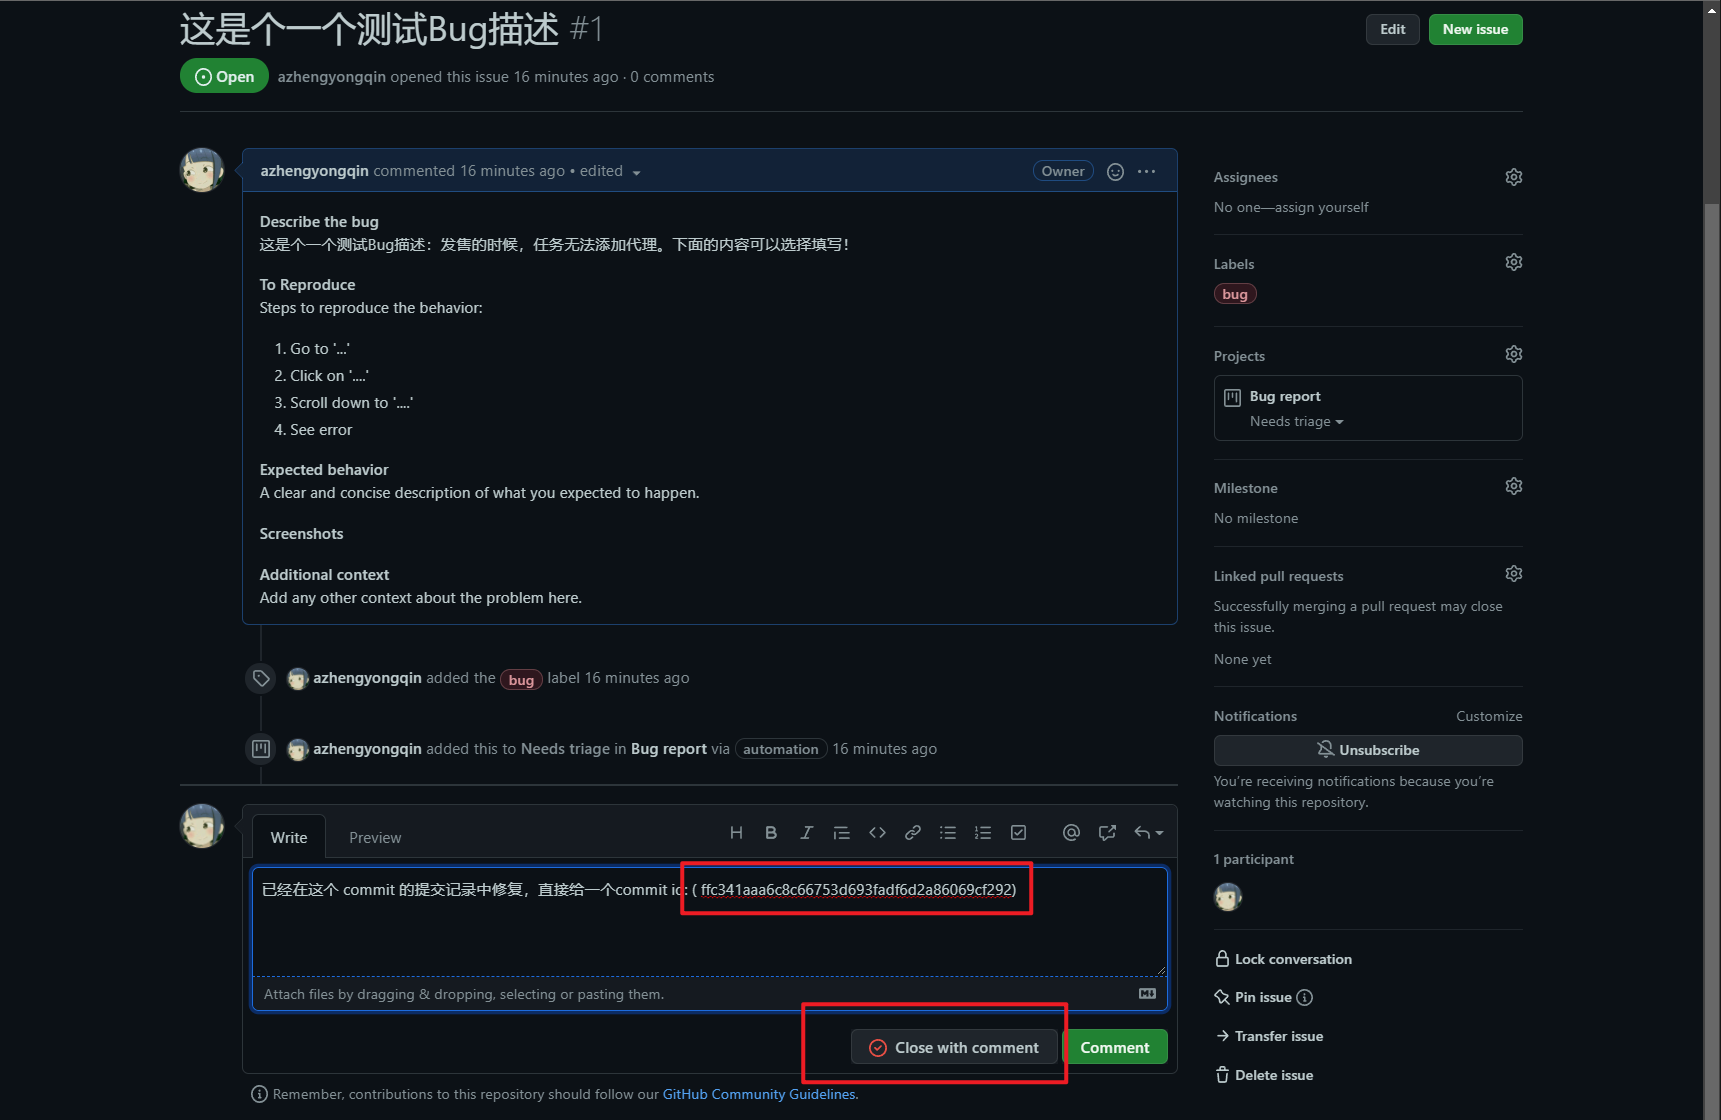 这是个一个测试Bug描述 #1
Edit
New issue
Open
azhengyongqin opened this issue 16 minutes ago · 0 comments
azhengyongqin commented 16 minutes ago • edited
Owner
Describe the bug
这是个一个测试Bug描述：发售的时候，任务无法添加代理。下面的内容可以选择填写！
To Reproduce
Steps to reproduce the behavior:
1. Go to '...'
2. Click on '....'
3. Scroll down to '....'
4. See error
Expected behavior
A clear and concise description of what you expected to happen.
Screenshots
Additional context
Add any other context about the problem here.
azhengyongqin added the bug label 16 minutes ago
azhengyongqin added this to Needs triage in Bug report via automation 16 minutes ago
Write
Preview
已经在这个 commit 的提交记录中修复，直接给一个commit id: ( ffc341aaa6c8c66753d693fadf6d2a86069cf292)
Attach files by dragging & dropping, selecting or pasting them.
Close with comment
Comment
Remember, contributions to this repository should follow our GitHub Community Guidelines.
Assignees
No one—assign yourself
Labels
bug
Projects
Bug report
Needs triage
Milestone
No milestone
Linked pull requests
Successfully merging a pull request may close
this issue.
None yet
Notifications
Customize
Unsubscribe
You're receiving notifications because you're
watching this repository.
1 participant
Lock conversation
Pin issue
Transfer issue
Delete issue